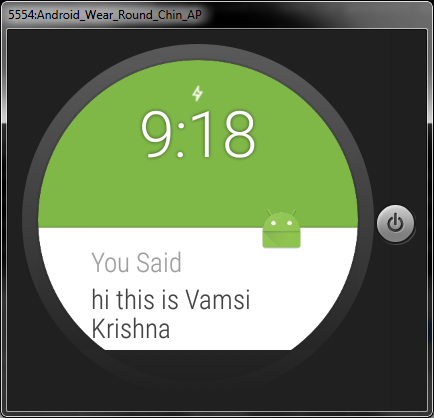 5554:Android_Wear_Round_Chin_AP
9:18
You Said
hi this is Vamsi
Krishna